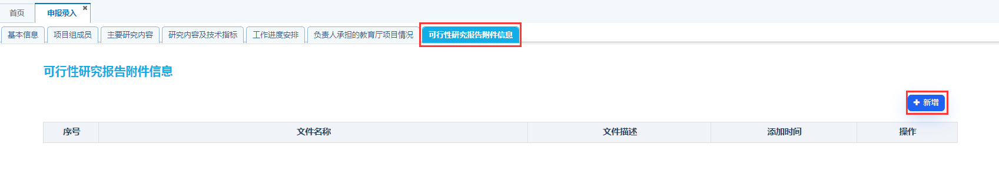 首页 申报录入
基本信息 项目组成员 主要研究内容 研究内容及技术指标 工作进度安排 负责人承担的教育厅项目情况 可行性研究报告附件信息
可行性研究报告附件信息
新增
序号 文件名称 文件描述 添加时间 操作